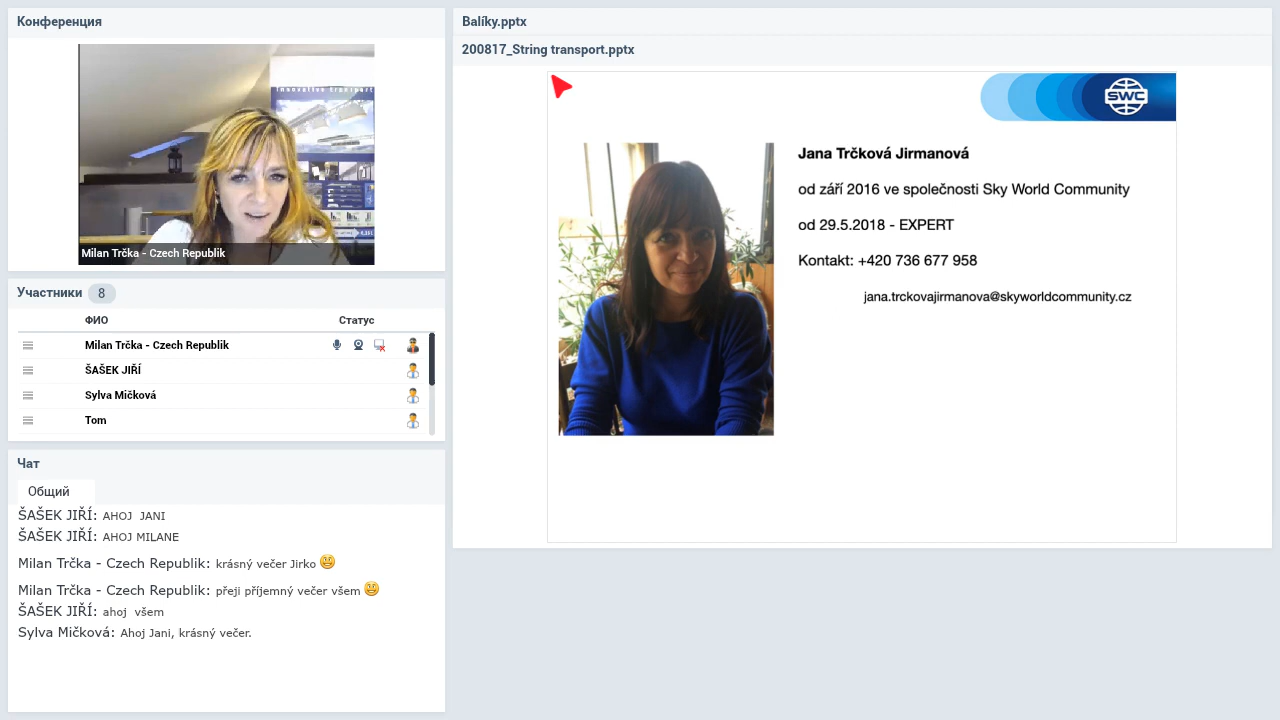 Конференция
Innovative transport
Milan Trčka - Czech Republik
Участники 8
ФИО Статус
Milan Trčka - Czech Republik
ŠAŠEK JIŘÍ
Sylva Mičková
Tom
Чат
Общий
ŠAŠEK JIŘÍ: AHOJ JANI
ŠAŠEK JIŘÍ: AHOJ MILANE
Milan Trčka - Czech Republik: krásný večer Jirko
Milan Trčka - Czech Republik: přeji příjemný večer všem
ŠAŠEK JIŘÍ: ahoj všem
Sylva Mičková: Ahoj Jani, krásný večer.
Balíky.pptx
200817_String transport.pptx
SWC
Jana Trčková Jirmanová
od září 2016 ve společnosti Sky World Community
od 29.5.2018 - EXPERT
Kontakt: +420 736 677 958
jana.trckovajirmanova@skyworldcommunity.cz